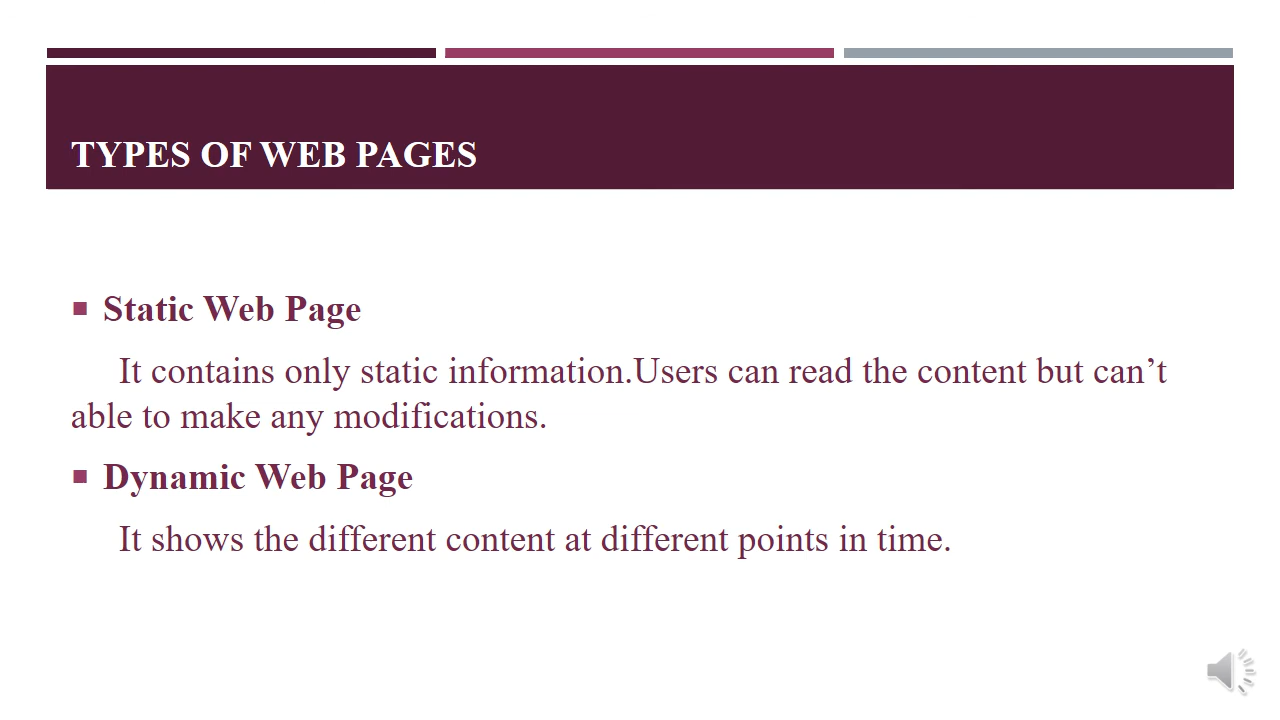 TYPES OF WEB PAGES
Static Web Page
It contains only static information.Users can read the content but can’t
able to make any modifications.
Dynamic Web Page
It shows the different content at different points in time.